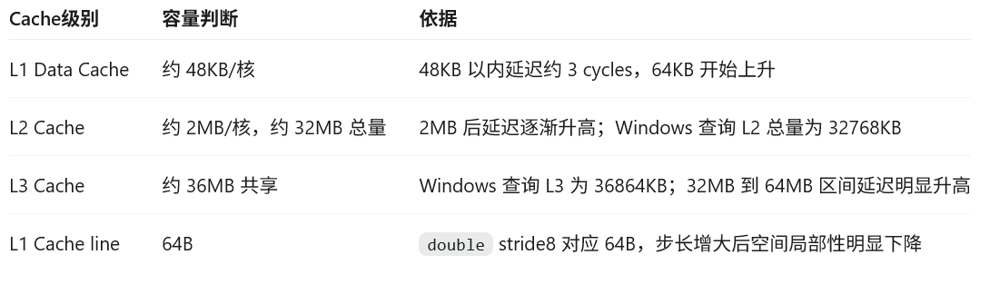 Cache级别 容量判断 依据
L1 Data Cache 约 48KB/核 48KB 以内延迟约 3 cycles，64KB 开始上升
L2 Cache 约 2MB/核，约 32MB 总量 2MB 后延迟逐渐升高；Windows 查询 L2 总量为 32768KB
L3 Cache 约 36MB 共享 Windows 查询 L3 为 36864KB；32MB 到 64MB 区间延迟明显升高
L1 Cache line 64B double stride8 对应 64B，步长增大后空间局部性明显下降